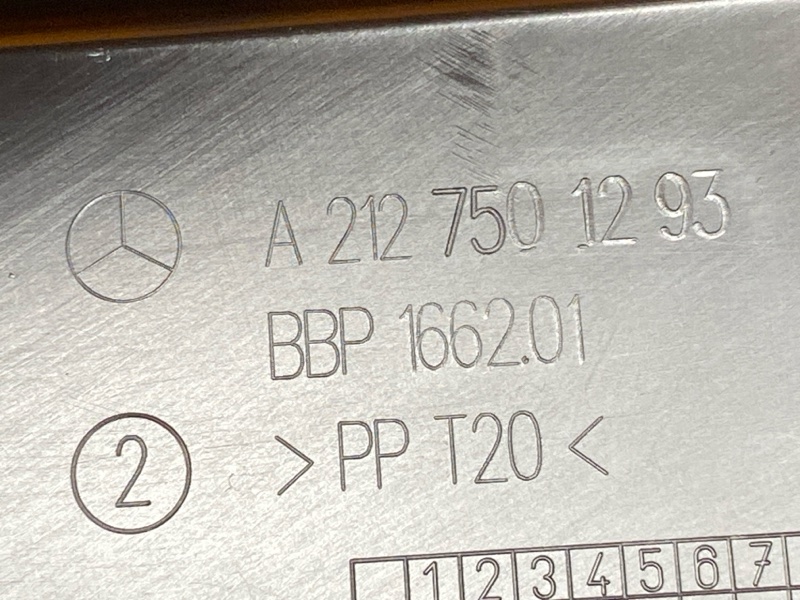 A 212 750 12 93
BBP 1662.01
2 >PP T20<
1 2 3 4 5 6 7